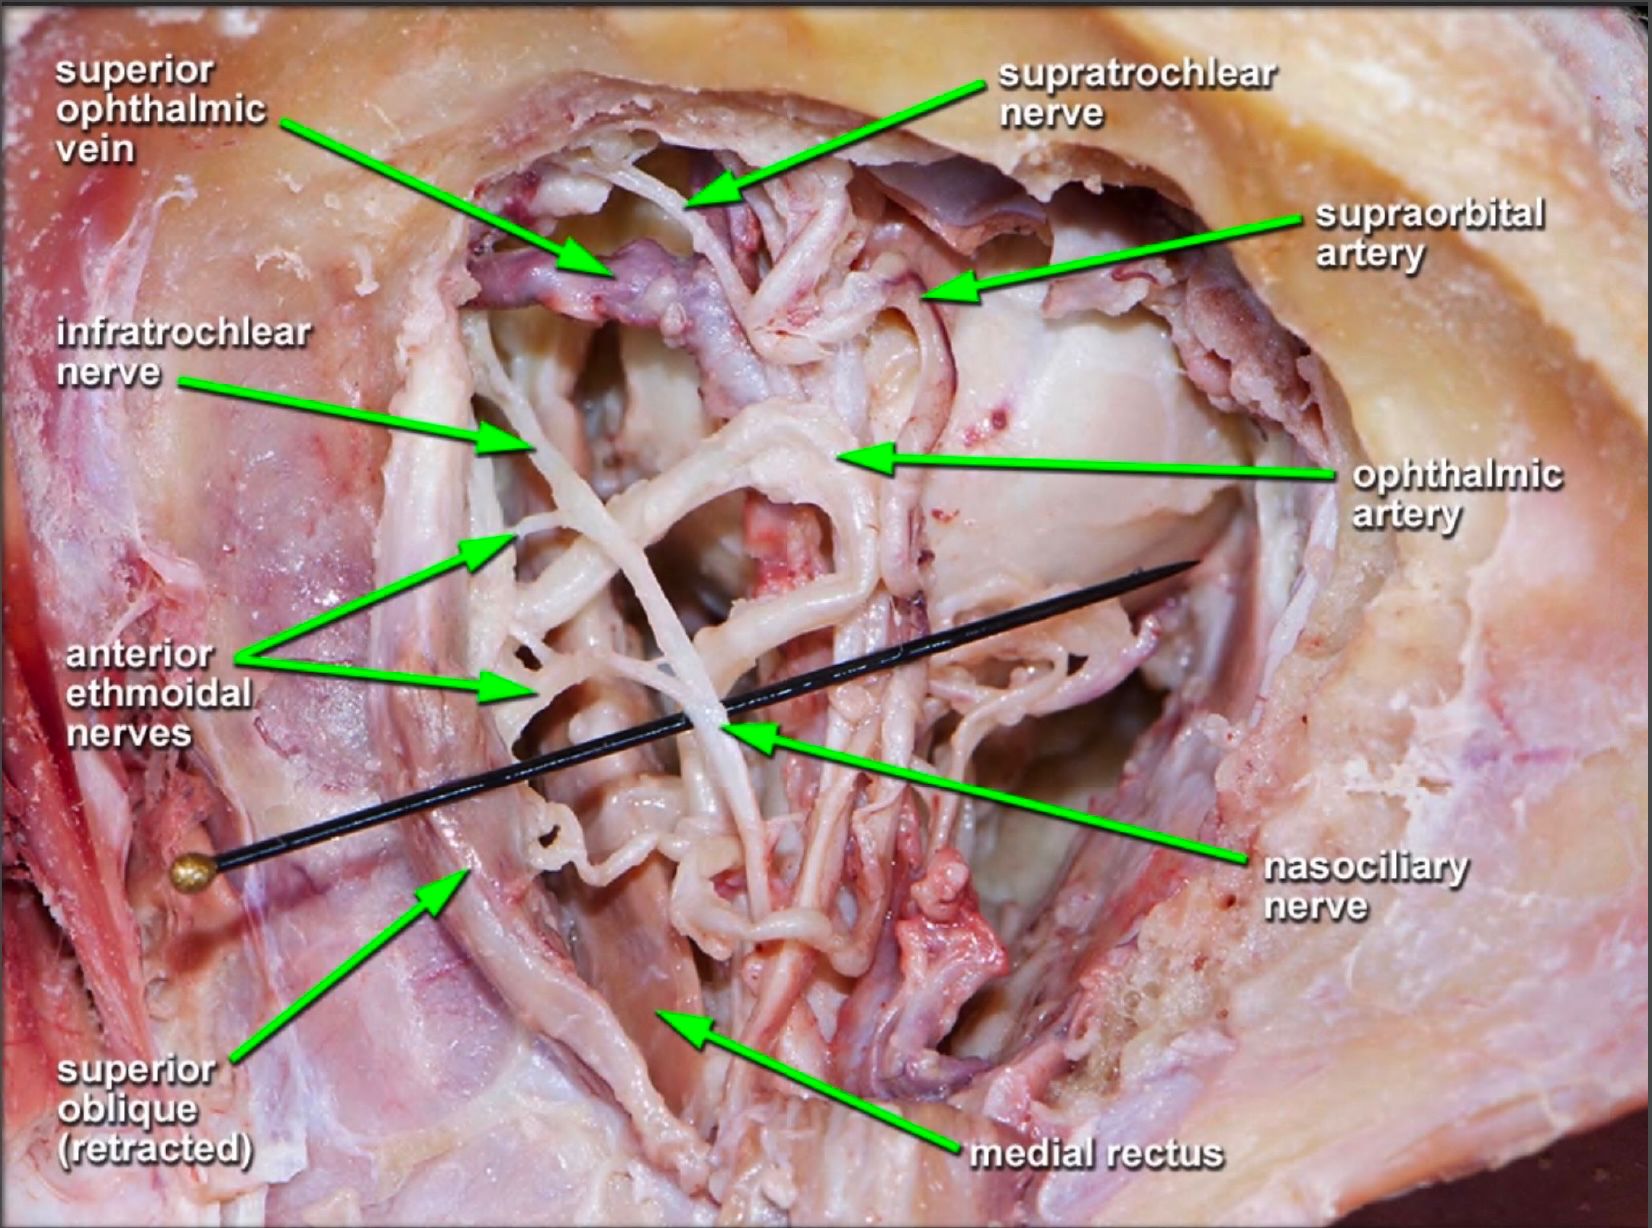 superior
ophthalmic
vein
supratrochlear
nerve
supraorbital
artery
infratrochlear
nerve
ophthalmic
artery
anterior
ethmoidal
nerves
nasociliary
nerve
superior
oblique
(retracted)
medial rectus